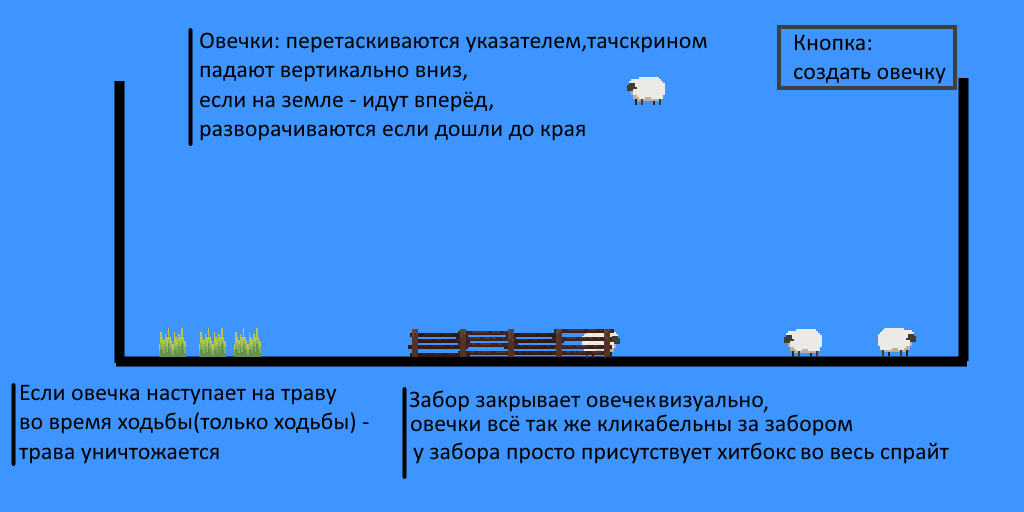 Овечки: перетаскиваются указателем,тачскрином
падают вертикально вниз,
если на земле - идут вперёд,
разворачиваются если дошли до края
Кнопка:
создать овечку
Если овечка наступает на траву
во время ходьбы(только ходьбы) -
трава уничтожается
Забор закрывает овечек визуально,
овечки всё так же кликабельны за забором
у забора просто присутствует хитбокс во весь спрайт